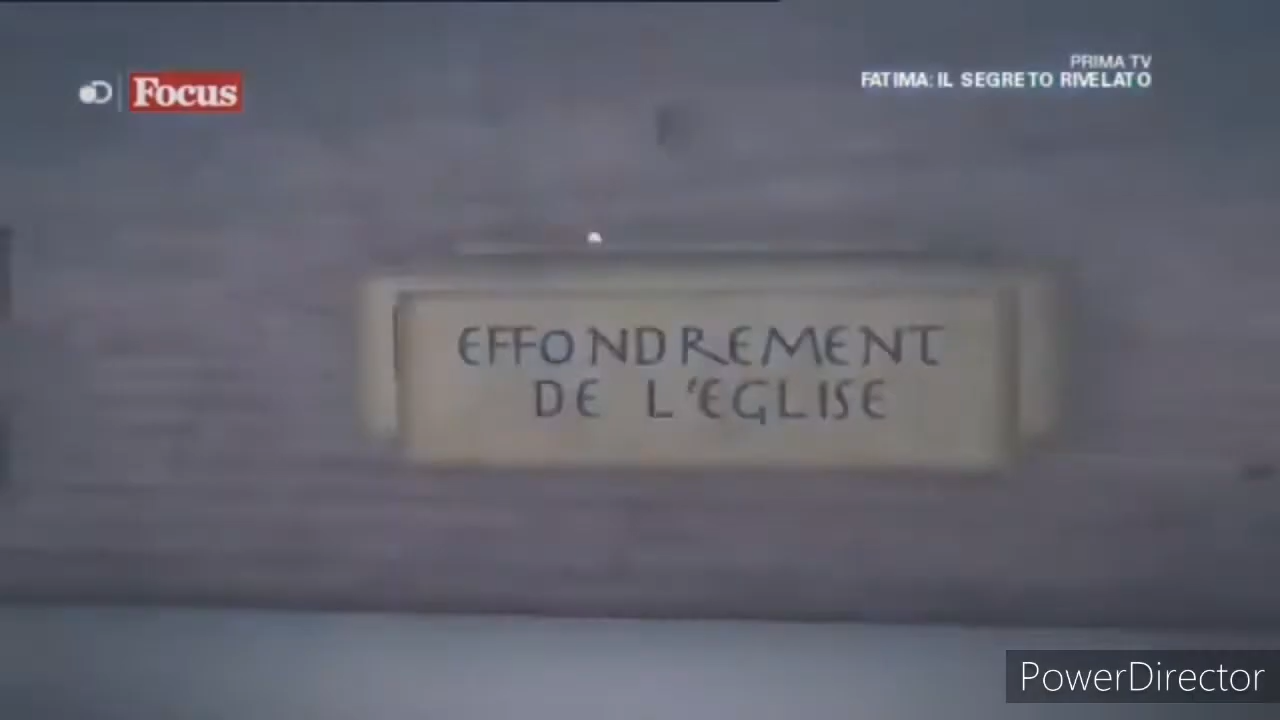 Focus
PRIMA TV
FATIMA: IL SEGRETO RIVELATO
EFFONDREMENT
DE L'EGLISE
PowerDirector